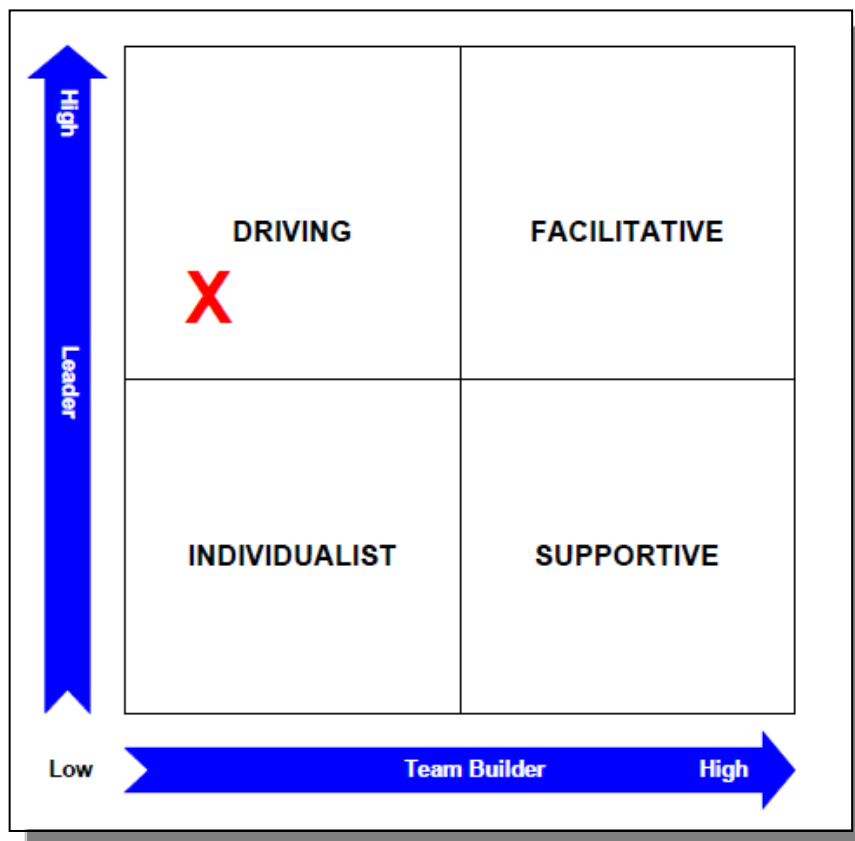 High
Leader
DRIVING
FACILITATIVE
X
INDIVIDUALIST
SUPPORTIVE
Low
Team Builder
High